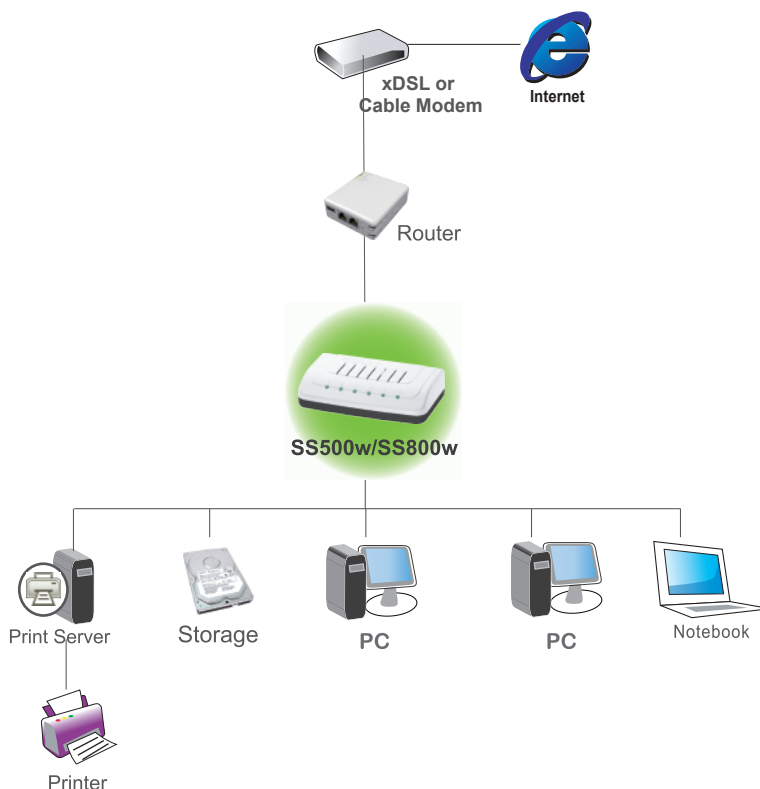 xDSL or
Cable Modem
Internet
Router
SS500w/SS800w
Print Server
Storage
PC
PC
Notebook
Printer